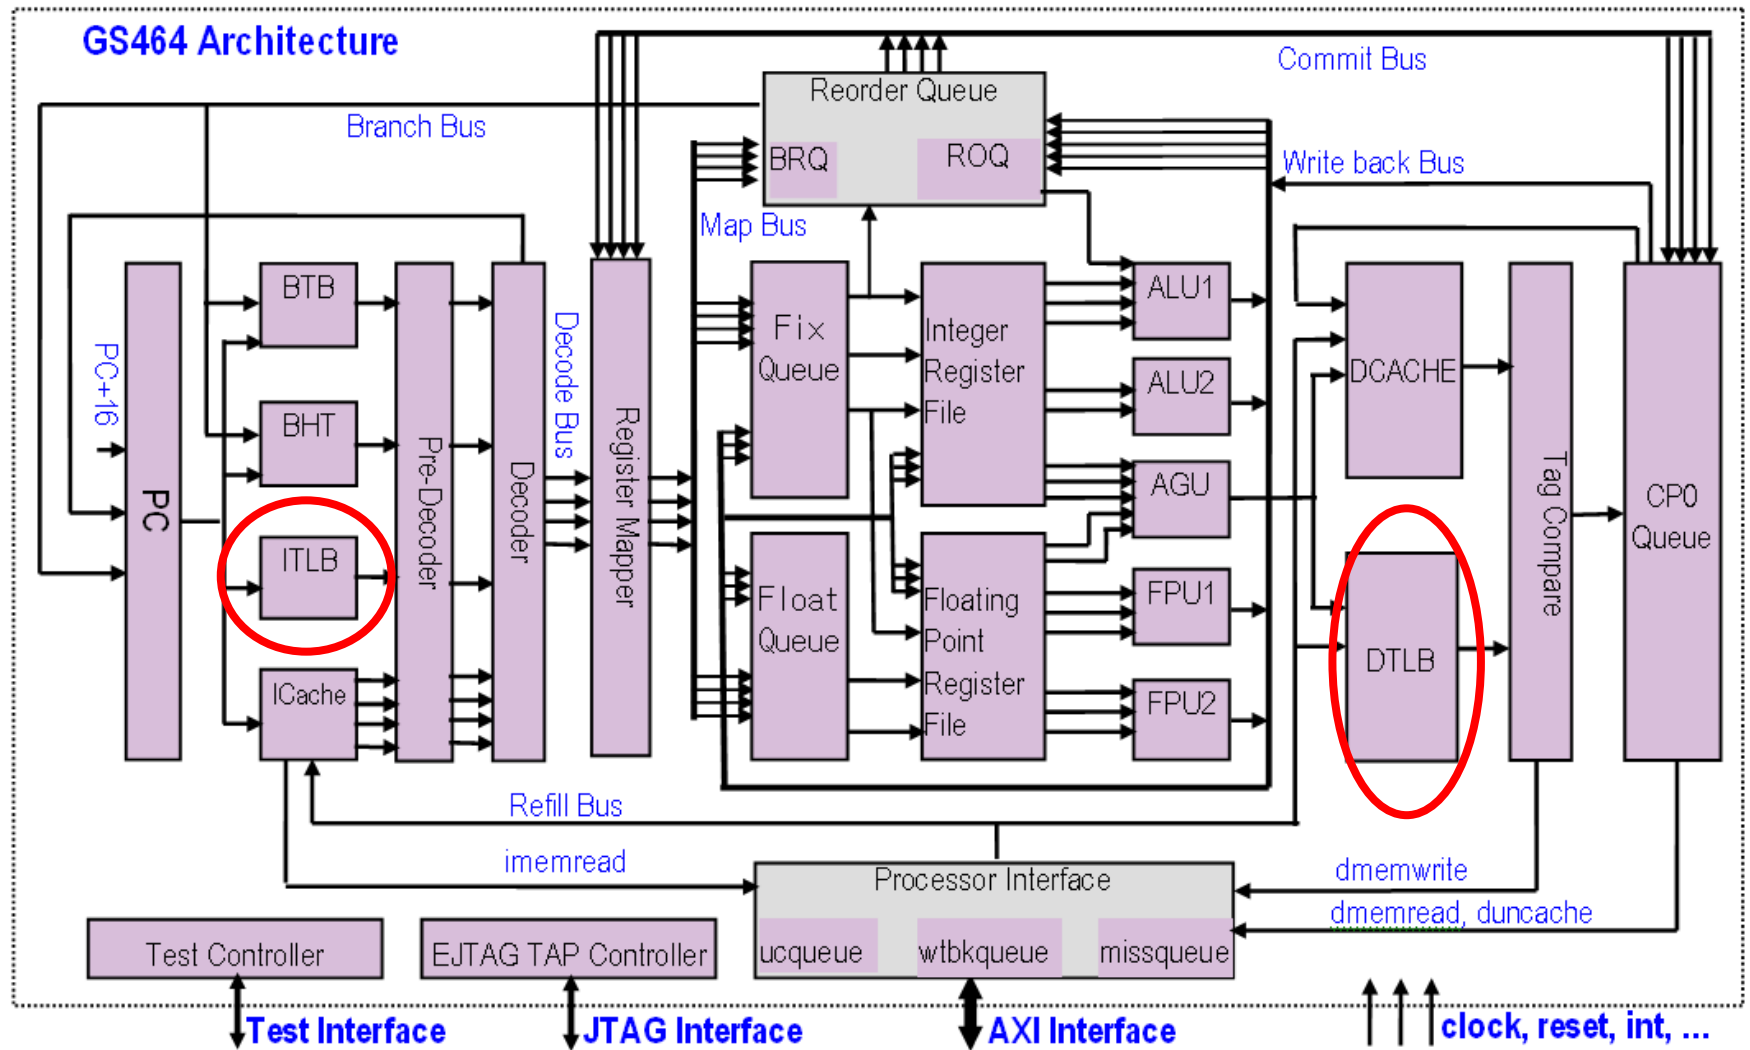 GS464 Architecture
Commit Bus
Reorder Queue
Branch Bus
BRQ
ROQ
Write back Bus
Map Bus
PC+16
PC
BTB
BHT
ITLB
ICache
Pre-Decoder
Decoder
Decode Bus
Register Mapper
Fix
Queue
Float
Queue
Integer
Register
File
Floating
Point
Register
File
ALU1
ALU2
AGU
FPU1
FPU2
DCACHE
DTLB
Tag Compare
CP0
Queue
Refill Bus
imemread
Processor Interface
ucqueue
wtbkqueue
missqueue
dmemwrite
dmemread, duncache
Test Controller
EJTAG TAP Controller
Test Interface
JTAG Interface
AXI Interface
clock, reset, int, ...